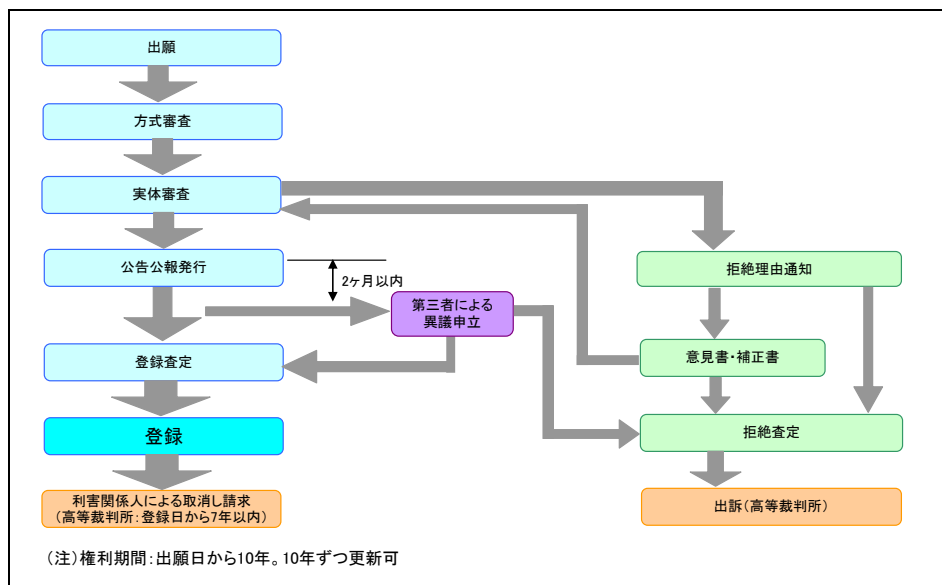 出願
方式審査
実体審査
公告公報発行
2ヶ月以内
拒絶理由通知
第三者による
異議申立
登録査定
意見書・補正書
登録
拒絶査定
利害関係人による取消し請求
(高等裁判所:登録日から7年以内)
出訴(高等裁判所)
(注)権利期間:出願日から10年。10年ずつ更新可